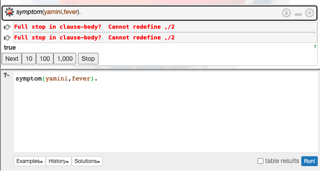 symptom(yamini,fever).
Full stop in clause-body? Cannot redefine ,/2
Full stop in clause-body? Cannot redefine ,/2
true
1
Next 10 100 1,000 Stop
?- symptom(yamini,fever).
Examples▴ History▴ Solutions▴ table results Run!